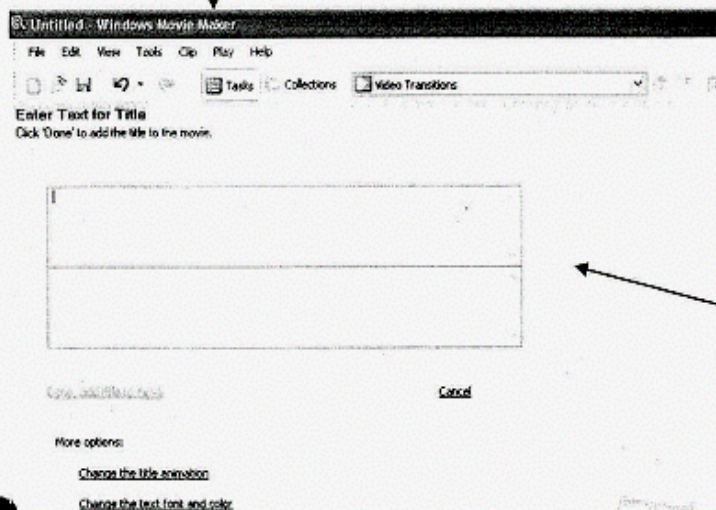 Untitled - Windows Movie Maker
File Edit View Tools Clip Play Help
Tasks Collections Video Transitions
Enter Text for Title
Click 'Done' to add the title to the movie.
Cancel
More options:
Change the title animation
Change the text font and color